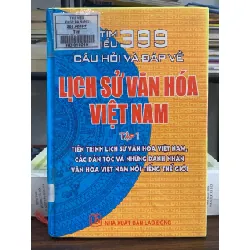 TÌM HIỂU 999
CÂU HỎI VÀ ĐÁP VỀ
LỊCH SỬ VĂN HÓA
VIỆT NAM
TẬP 1
TIẾN TRÌNH LỊCH SỬ VĂN HÓA VIỆT NAM,
CÁC DÂN TỘC VÀ NHỮNG DANH NHÂN
VĂN HÓA VIỆT NAM NỔI TIẾNG THẾ GIỚI
NHÀ XUẤT BẢN LAO ĐỘNG